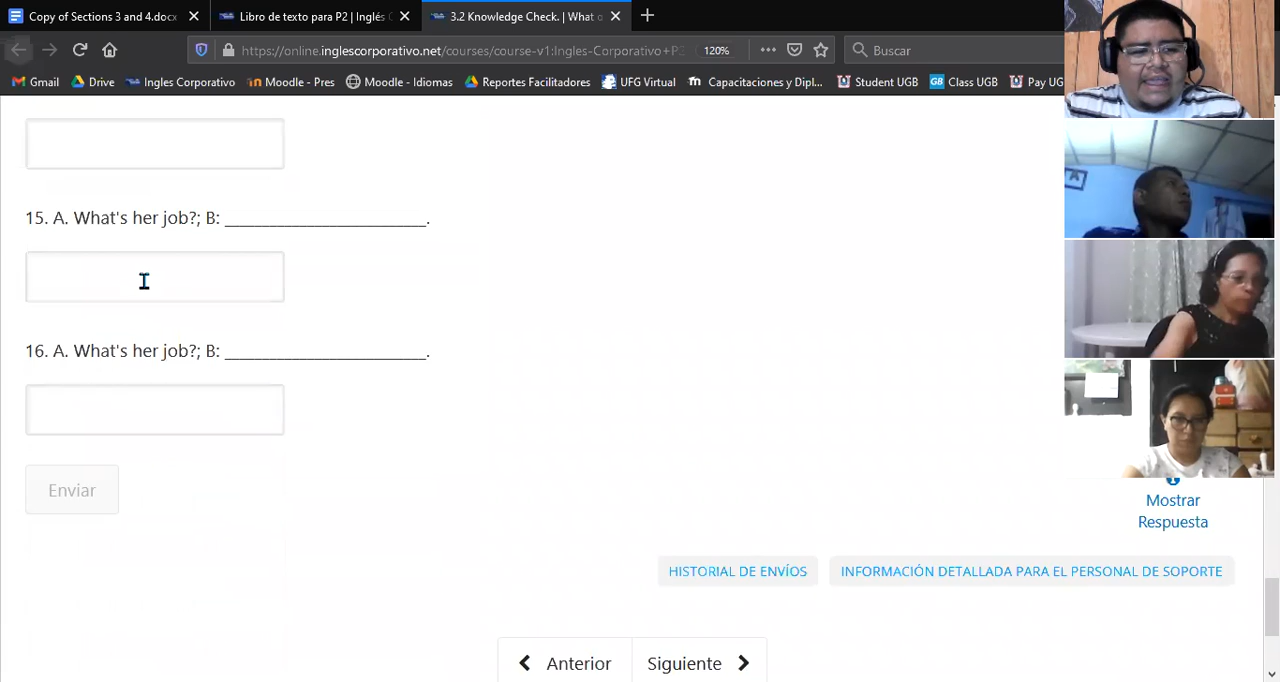 Copy of Sections 3 and 4.docx
Libro de texto para P2 | Inglés C
3.2 Knowledge Check. | What o
https://online.inglescorporativo.net/courses/course-v1:Ingles-Corporativo+P
120%
Buscar
Gmail
Drive
Ingles Corporativo
Moodle - Pres
Moodle - Idiomas
Reportes Facilitadores
UFG Virtual
Capacitaciones y Dipl...
Student UGB
Class UGB
Pay UG
15. A. What's her job?; B: ______________________.
16. A. What's her job?; B: ______________________.
Enviar
Mostrar
Respuesta
HISTORIAL DE ENVÍOS
INFORMACIÓN DETALLADA PARA EL PERSONAL DE SOPORTE
Anterior
Siguiente